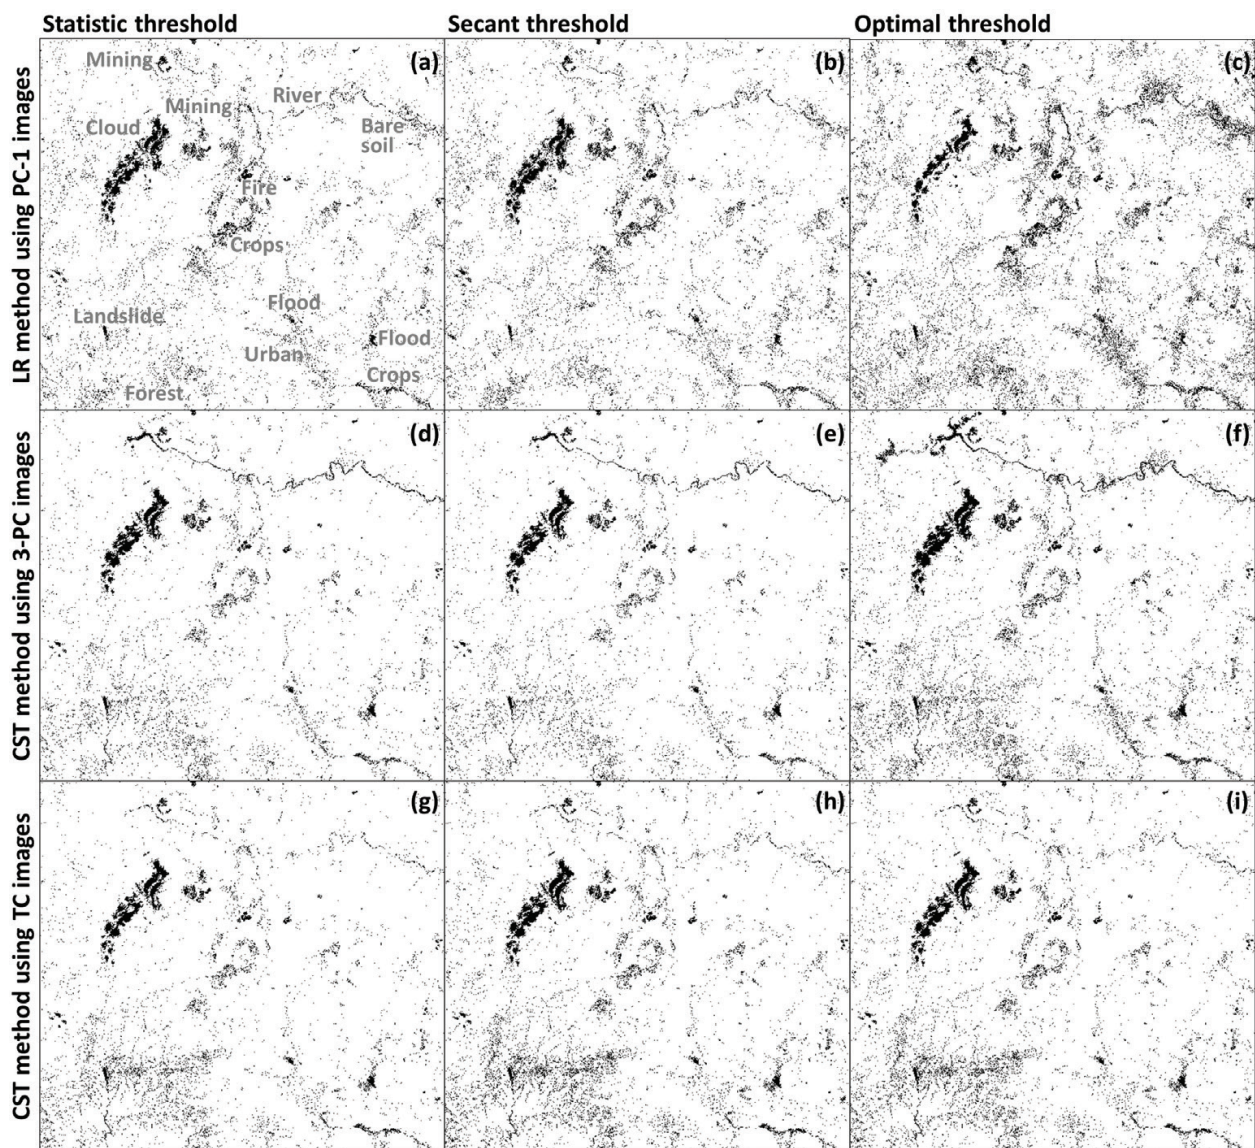 Statistic threshold
Secant threshold
Optimal threshold
LR method using PC-1 images
(a)
(b)
(c)
Mining
River
Mining
Cloud
Bare
soil
Fire
Crops
Flood
Landslide
Flood
Urban
Crops
Forest
CST method using 3-PC images
(d)
(e)
(f)
CST method using TC images
(g)
(h)
(i)